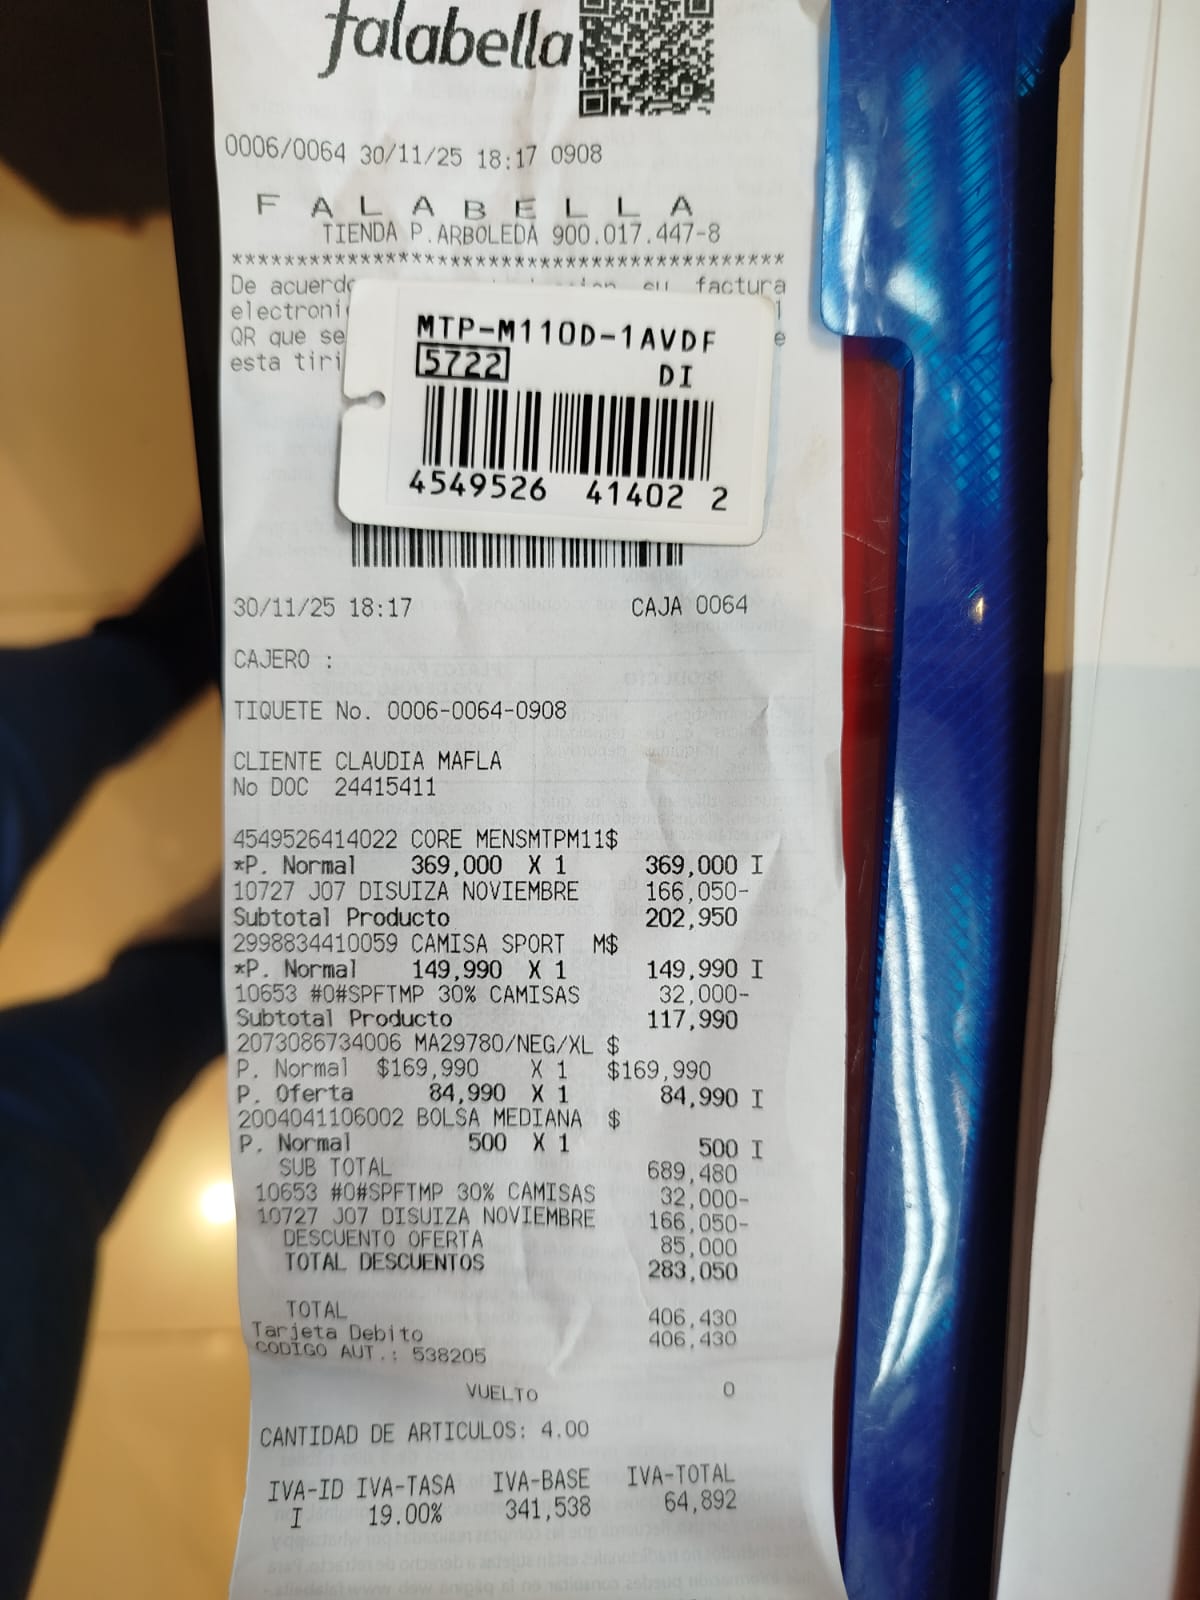 falabella
0006/0064 30/11/25 18:17 0908
F A L A B E L L A
TIENDA P.ARBOLEDA 900.017.447-8
*******************************************
De acuerdo su factura
electroni
QR que se
esta tiri
MTP-M110D-1AVDF
5722 DI
4549526 41402 2
30/11/25 18:17 CAJA 0064
CAJERO :
TIQUETE No. 0006-0064-0908
CLIENTE CLAUDIA MAFLA
No DOC 24415411
4549526414022 CORE MENSMTPM11$
*P. Normal 369,000 X 1 369,000 I
10727 J07 DISUIZA NOVIEMBRE 166,050-
Subtotal Producto 202,950
2998834410059 CAMISA SPORT M$
*P. Normal 149,990 X 1 149,990 I
10653 #0#SPFTMP 30% CAMISAS 32,000-
Subtotal Producto 117,990
2073086734006 MA29780/NEG/XL $
P. Normal $169,990 X 1 $169,990
P. Oferta 84,990 X 1 84,990 I
2004041106002 BOLSA MEDIANA $
P. Normal 500 X 1 500 I
SUB TOTAL 689,480
10653 #0#SPFTMP 30% CAMISAS 32,000-
10727 J07 DISUIZA NOVIEMBRE 166,050-
DESCUENTO OFERTA 85,000
TOTAL DESCUENTOS 283,050
TOTAL 406,430
Tarjeta Debito 406,430
CODIGO AUT.: 538205
VUELTO 0
CANTIDAD DE ARTICULOS: 4.00
IVA-ID IVA-TASA IVA-BASE IVA-TOTAL
I 19.00% 341,538 64,892